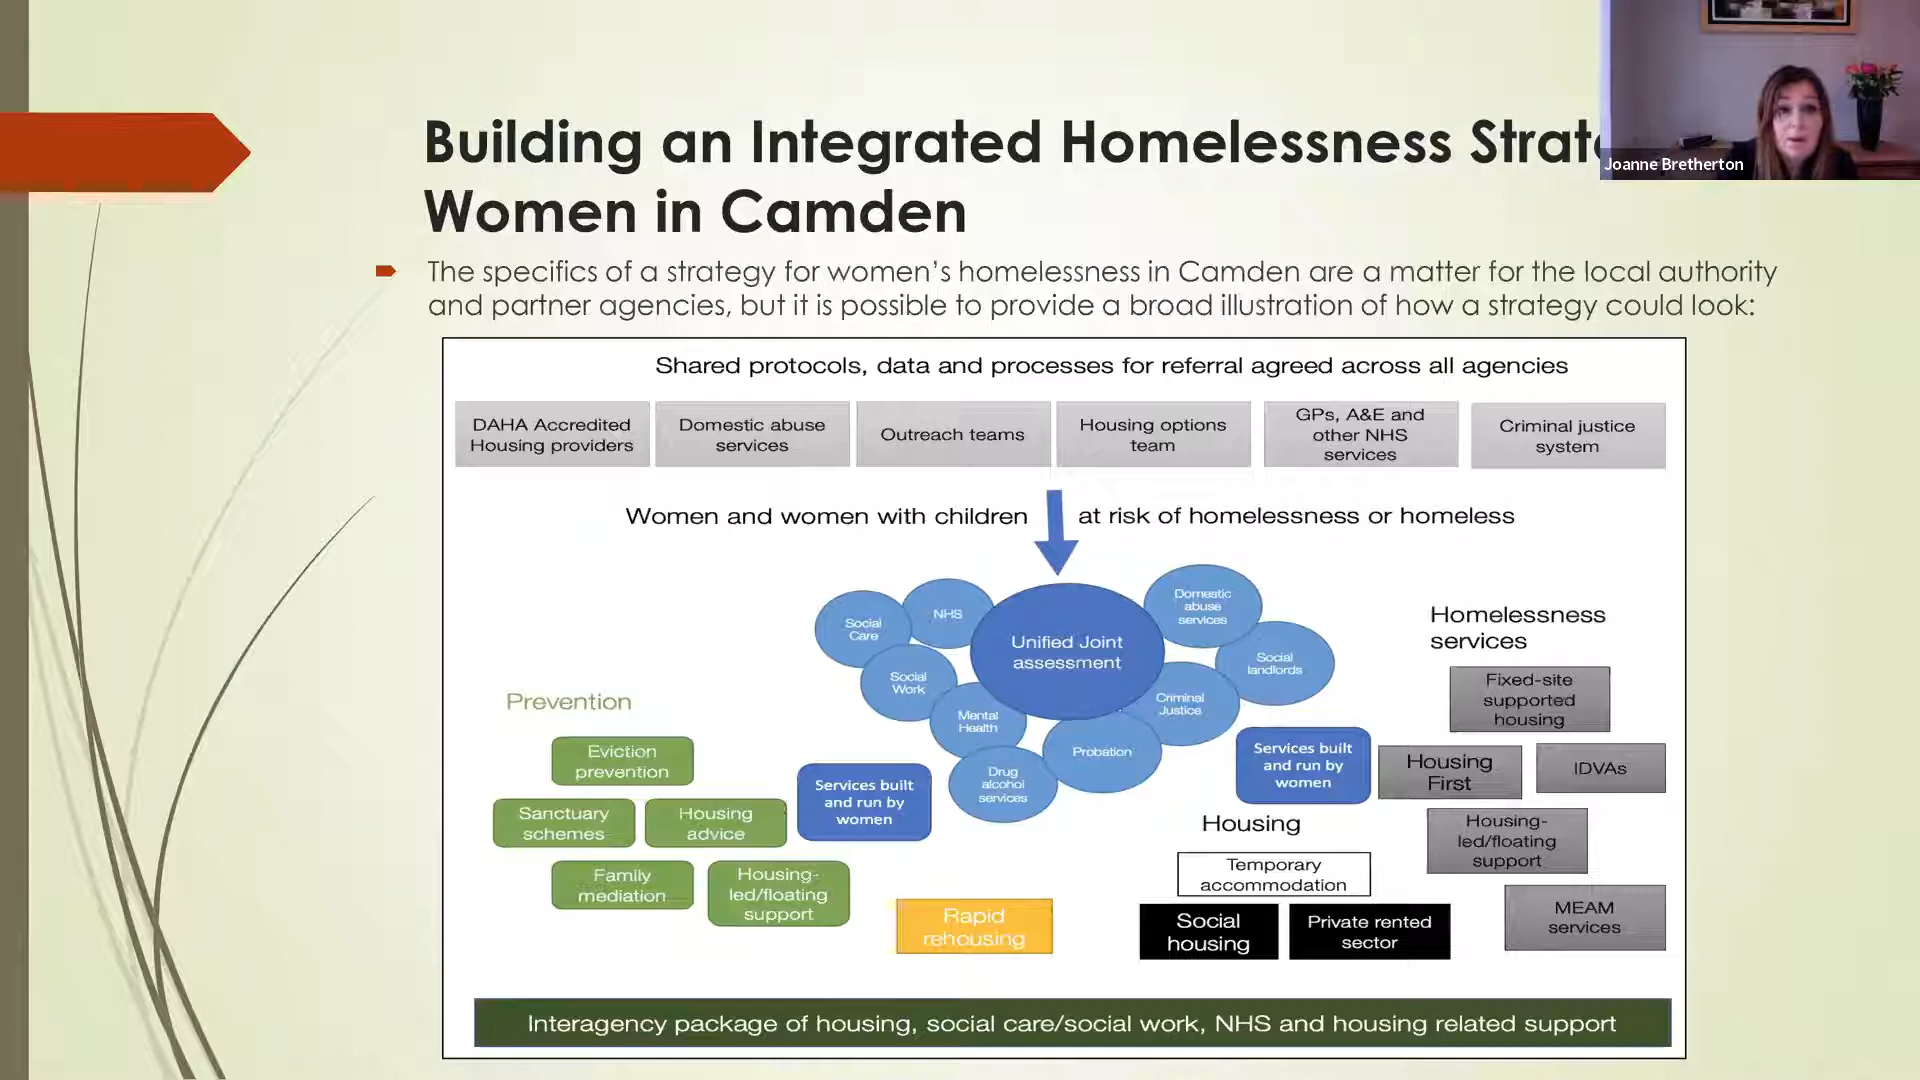 Building an Integrated Homelessness Strat
Women in Camden
Joanne Bretherton
The specifics of a strategy for women’s homelessness in Camden are a matter for the local authority
and partner agencies, but it is possible to provide a broad illustration of how a strategy could look:
Shared protocols, data and processes for referral agreed across all agencies
DAHA Accredited
Housing providers
Domestic abuse
services
Outreach teams
Housing options
team
GPs, A&E and
other NHS
services
Criminal justice
system
Women and women with children
at risk of homelessness or homeless
Social
Care
NHS
Social
Work
Mental
Health
Drug
alcohol
services
Unified Joint
assessment
Probation
Criminal
Justice
Domestic
abuse
services
Social
landlords
Prevention
Eviction
prevention
Sanctuary
schemes
Housing
advice
Family
mediation
Housing-
led/floating
support
Services built
and run by
women
Rapid
rehousing
Services built
and run by
women
Housing
Temporary
accommodation
Social
housing
Private rented
sector
Homelessness
services
Fixed-site
supported
housing
Housing
First
IDVAs
Housing-
led/floating
support
MEAM
services
Interagency package of housing, social care/social work, NHS and housing related support